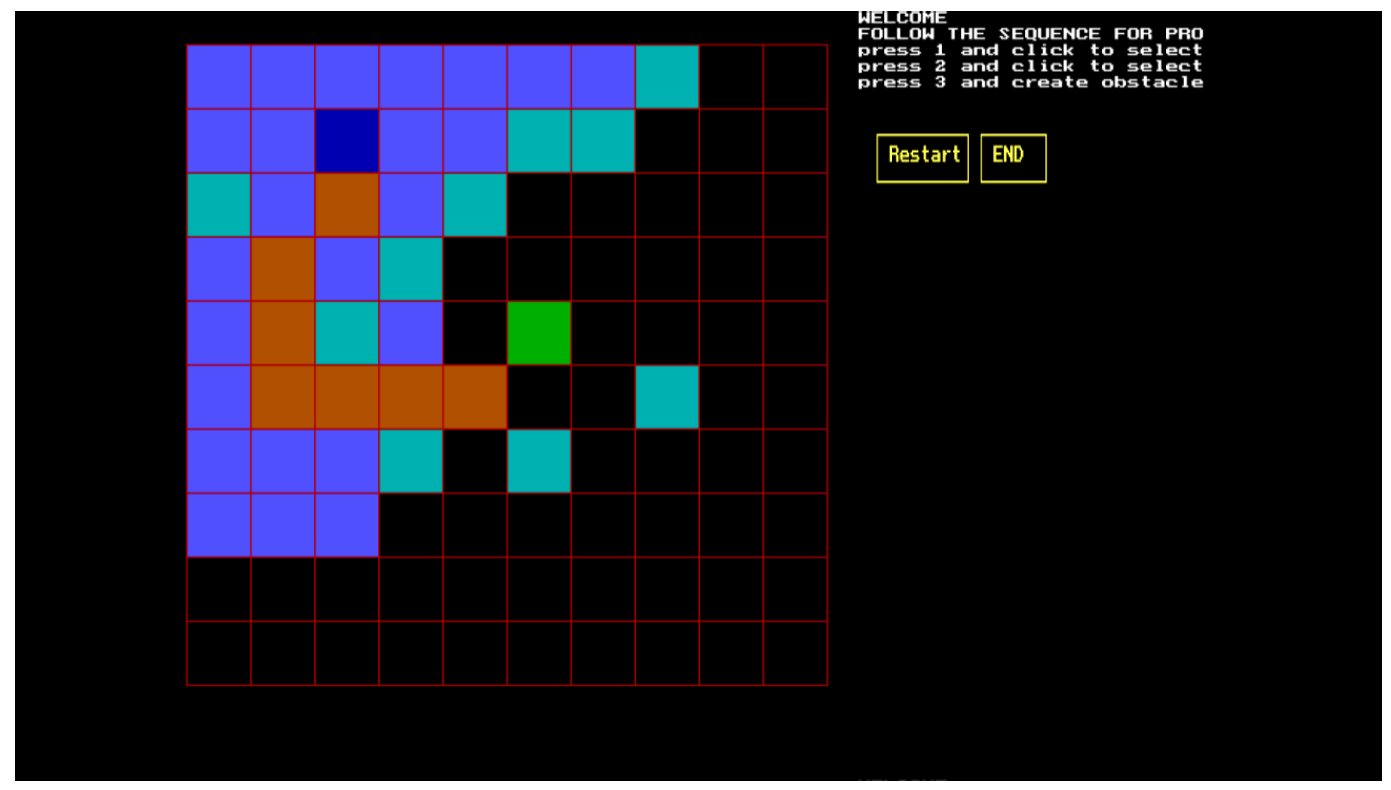 WELCOME
FOLLOW THE SEQUENCE FOR PRO
press 1 and click to select
press 2 and click to select
press 3 and create obstacle
Restart
END